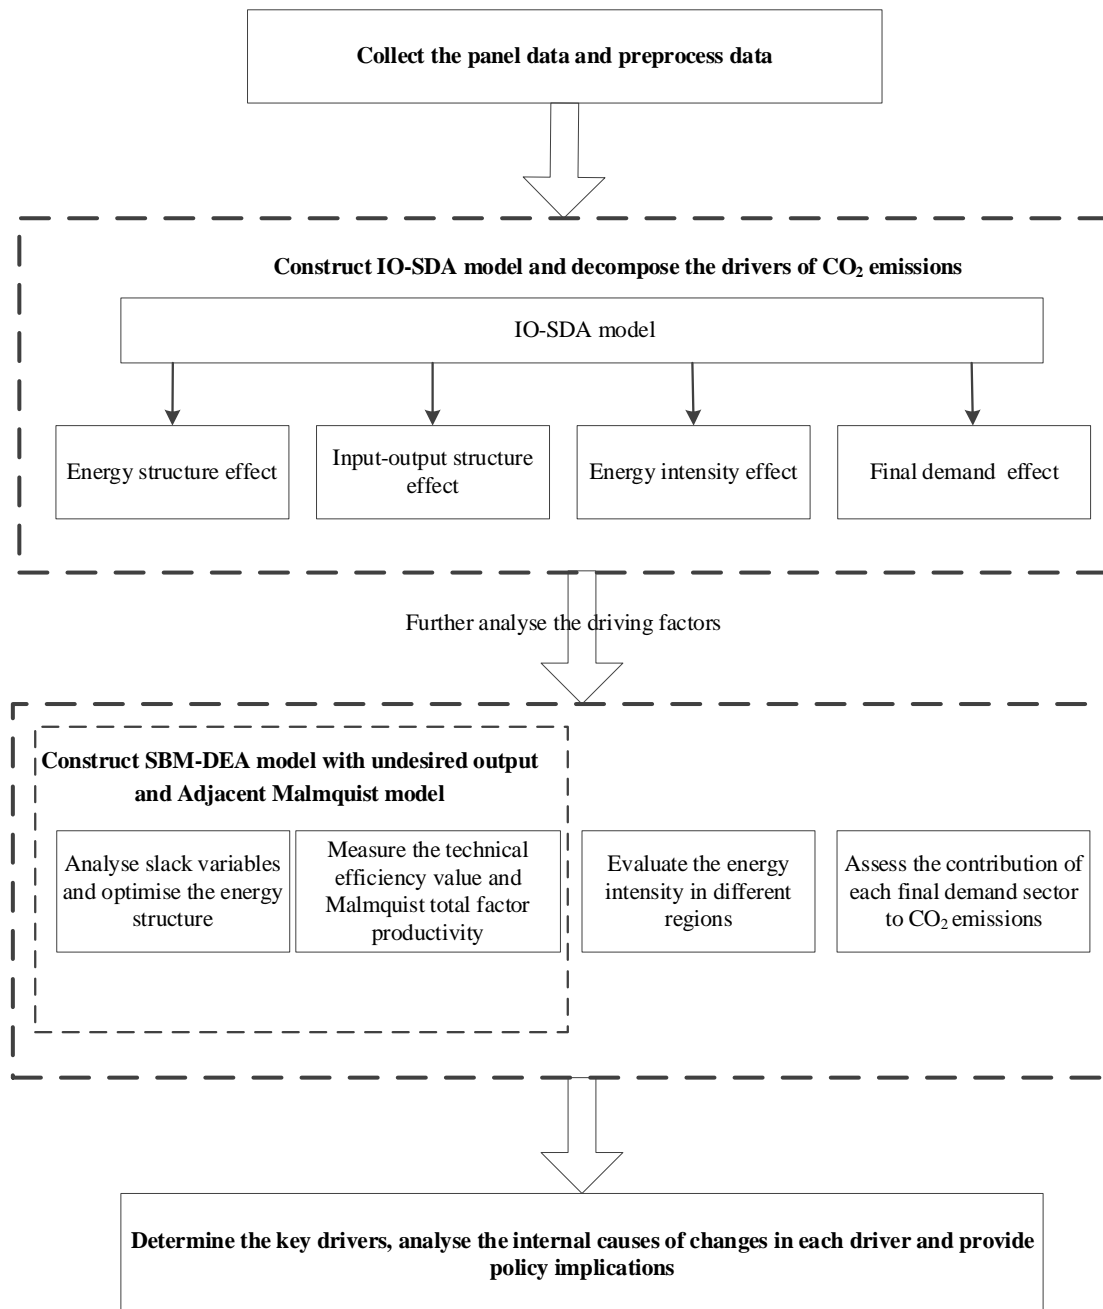 Collect the panel data and preprocess data
Construct IO-SDA model and decompose the drivers of CO₂ emissions
IO-SDA model
Energy structure effect
Input-output structure
effect
Energy intensity effect
Final demand effect
Further analyse the driving factors
Construct SBM-DEA model with undesired output
and Adjacent Malmquist model
Analyse slack variables
and optimise the energy
structure
Measure the technical
efficiency value and
Malmquist total factor
productivity
Evaluate the energy
intensity in different
regions
Assess the contribution of
each final demand sector
to CO₂ emissions
Determine the key drivers, analyse the internal causes of changes in each driver and provide
policy implications